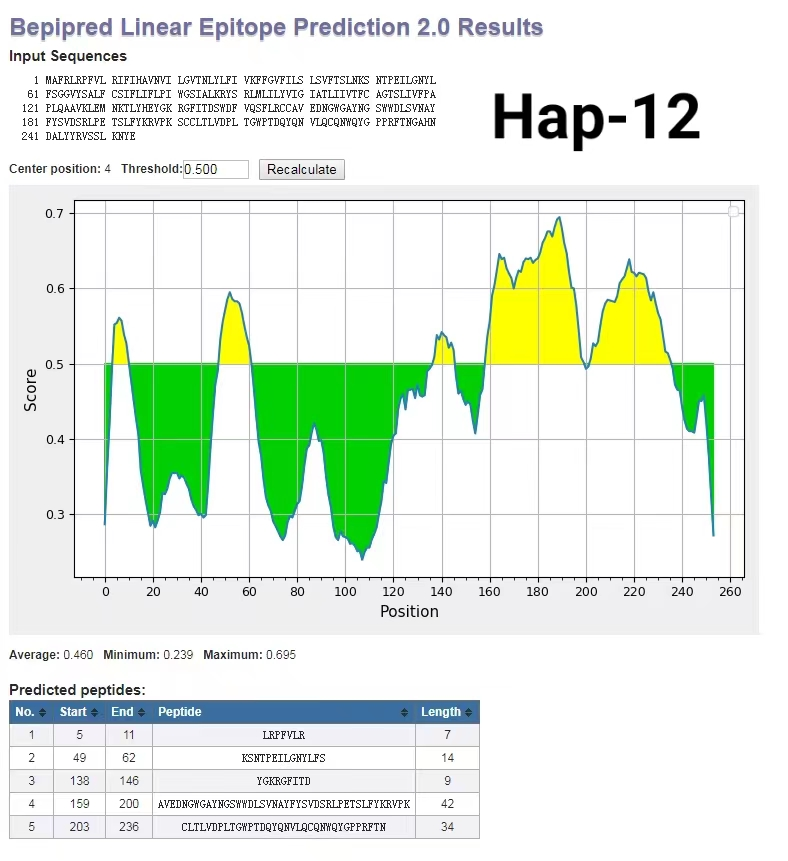 Bepipred Linear Epitope Prediction 2.0 Results
Input Sequences
1 MAFRLRPFVL RIFIHAVNVI LGVTNLYLFI VKFFGVFILS LSVFTSLNKS NTPEILGNYL
61 FSGGVYSALF CSIFLIFLPI WGSIALKRYS RLMLILYVIG IATLIIVTFC AGTSLIVFPA
121 PLQAAVKLEM NKTLYHEYGK RGFITDSWDF VQSFLRCCAV EDNGWGAYNG SWWDLSVNAY
181 FYSVDSRLPE TSLFYKRVPK SCCLTLVDPL TGWPTDQYQN VLQCQNWQYG PPRFTNGAHN
241 DALYYRVSSL KNYE
Hap-12
Center position: 4 Threshold: 0.500 Recalculate
0.7
0.6
0.5
0.4
0.3
Score
0 20 40 60 80 100 120 140 160 180 200 220 240 260
Position
Average: 0.460 Minimum: 0.239 Maximum: 0.695
Predicted peptides:
No. Start End Peptide Length
1 5 11 LRPFVLR 7
2 49 62 KSNTPEILGNYLFS 14
3 138 146 YGKRGFITD 9
4 159 200 AVEDNGWGAYNGSWWDLSVNAYFYSVDSRLPETSLFYKRVPK 42
5 203 236 CLTLVDPLTGWPTDQYQNVLQCQNWQYGPPRFTN 34